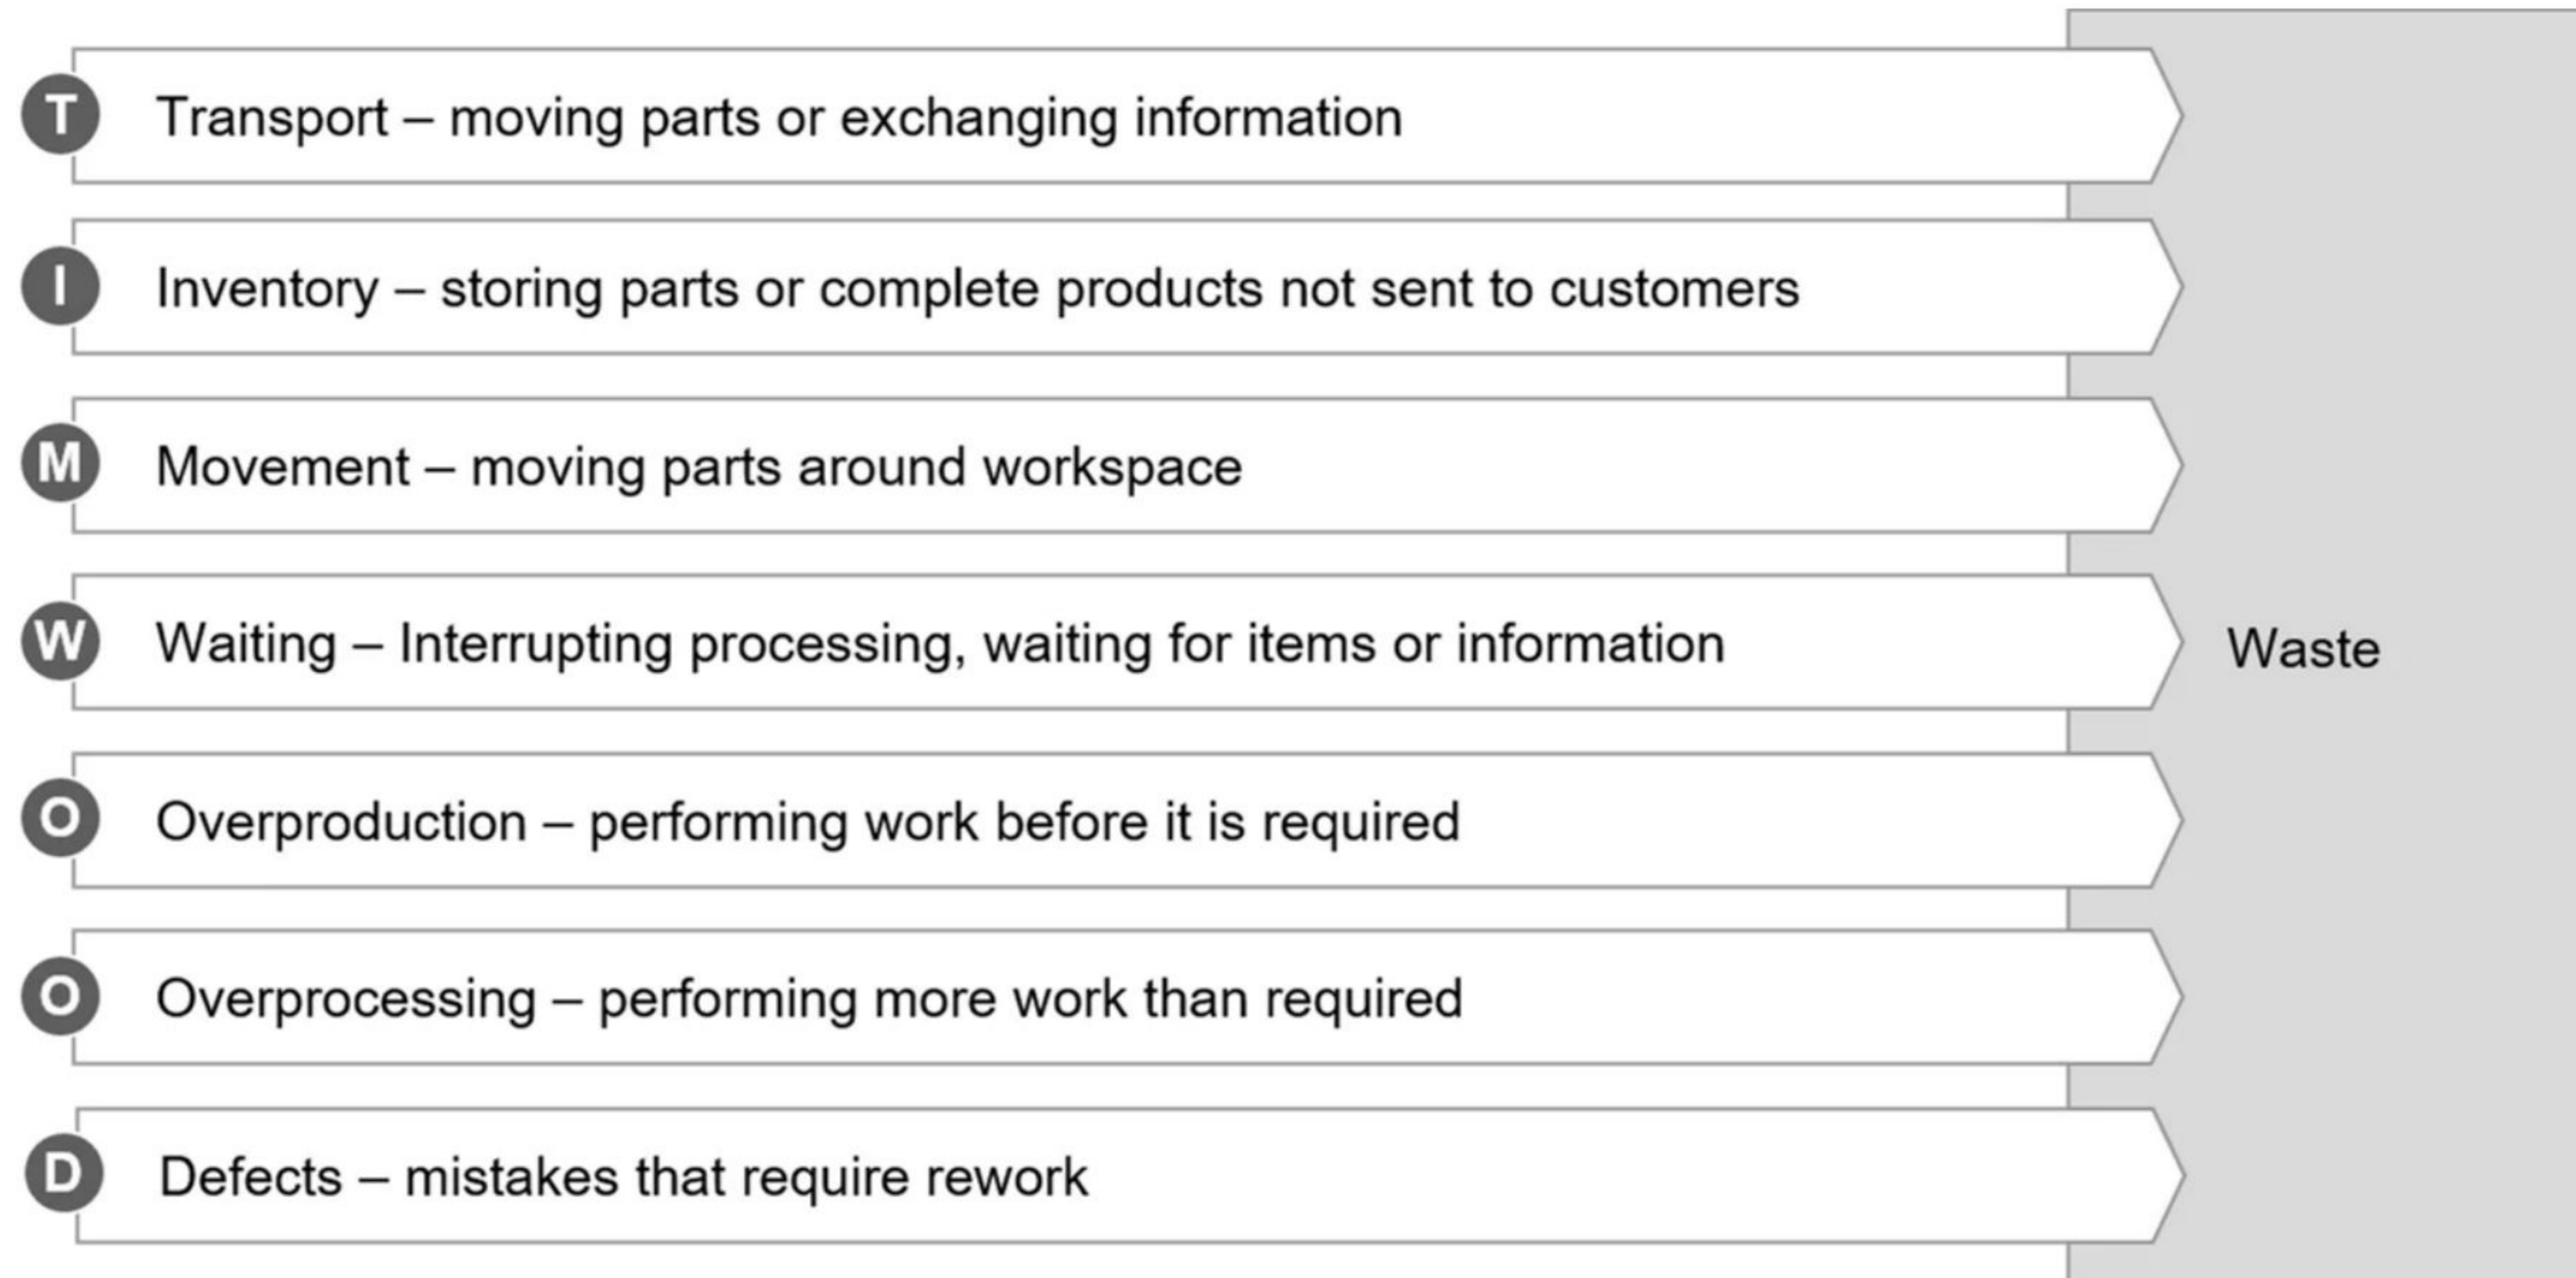 T Transport – moving parts or exchanging information
I Inventory – storing parts or complete products not sent to customers
M Movement – moving parts around workspace
W Waiting – Interrupting processing, waiting for items or information
Waste
O Overproduction – performing work before it is required
O Overprocessing – performing more work than required
D Defects – mistakes that require rework